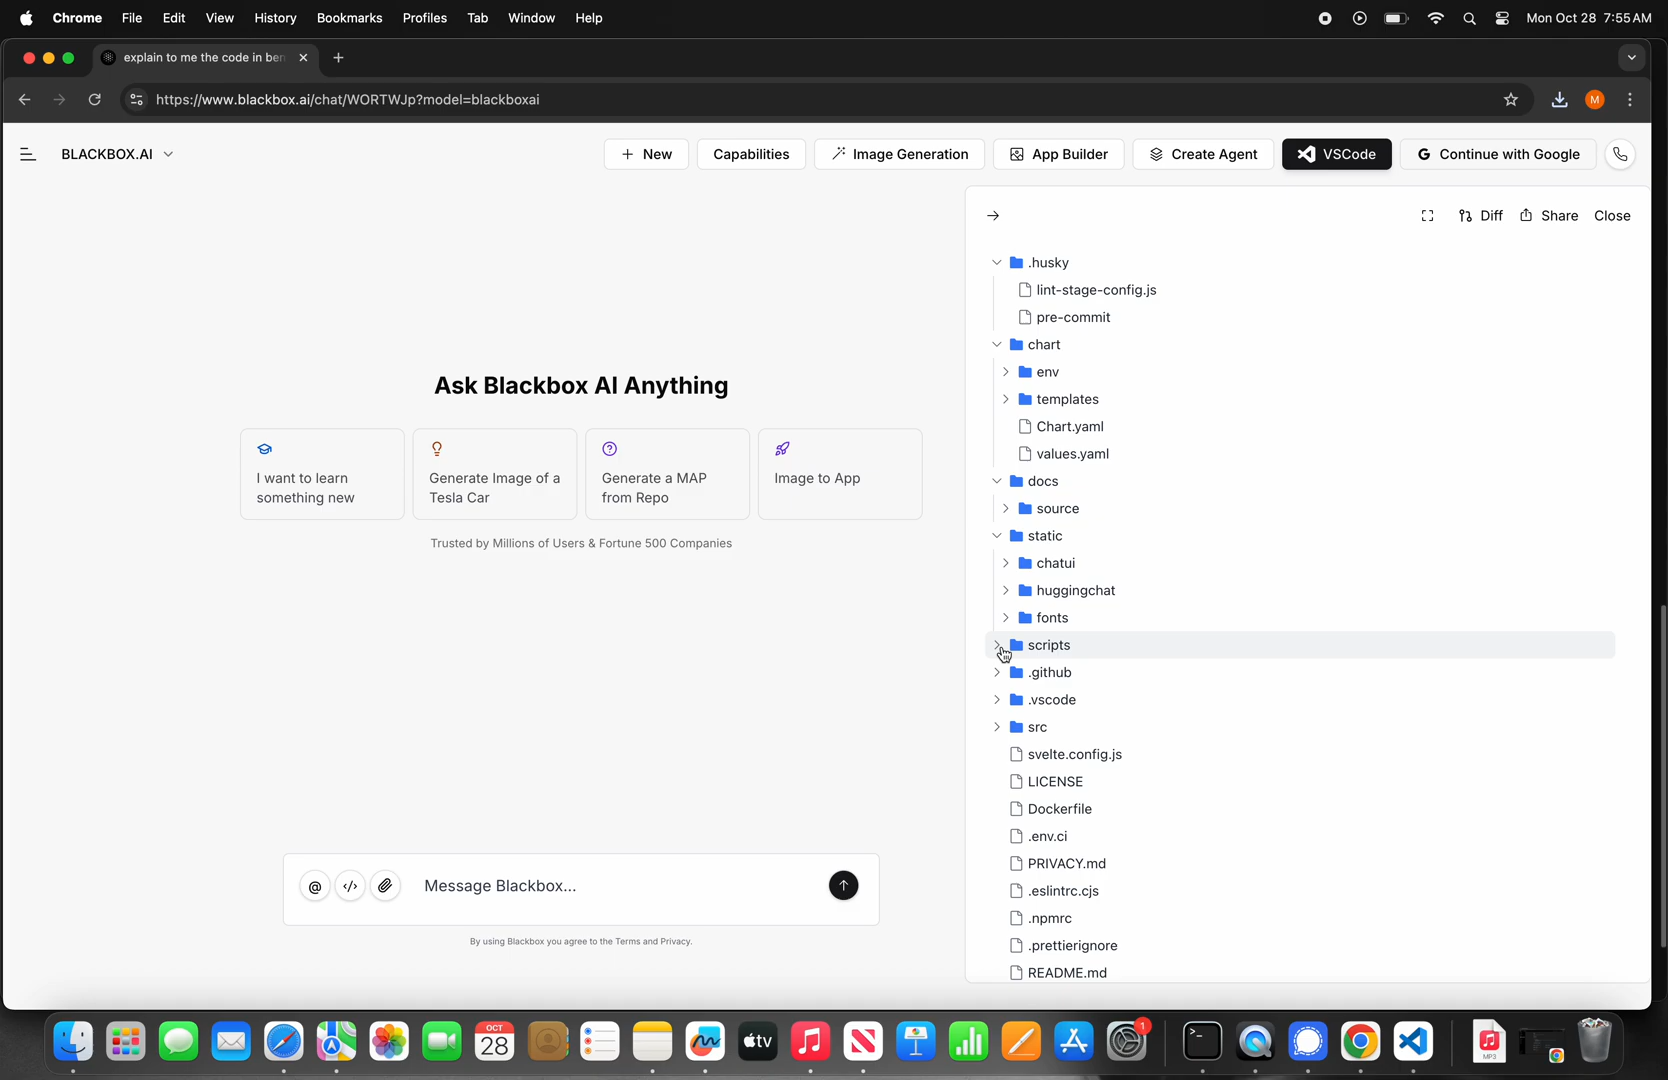 Chrome File Edit View History Bookmarks Profiles Tab Window Help Mon Oct 28 7:55 AM
explain to me the code in ben
https://www.blackbox.ai/chat/WORTWJp?model=blackboxai M
BLACKBOX.AI + New Capabilities Image Generation App Builder Create Agent VSCode G Continue with Google
Diff Share Close
.husky
lint-stage-config.js
pre-commit
chart
env
templates
Chart.yaml
values.yaml
docs
source
static
chatui
huggingchat
fonts
scripts
.github
.vscode
src
svelte.config.js
LICENSE
Dockerfile
.env.ci
PRIVACY.md
.eslintrc.cjs
.npmrc
.prettierignore
README.md
Ask Blackbox AI Anything
I want to learn
something new
Generate Image of a
Tesla Car
Generate a MAP
from Repo
Image to App
Trusted by Millions of Users & Fortune 500 Companies
@ </> Message Blackbox...
By using Blackbox you agree to the Terms and Privacy.
OCT
28
tv
1
MP3